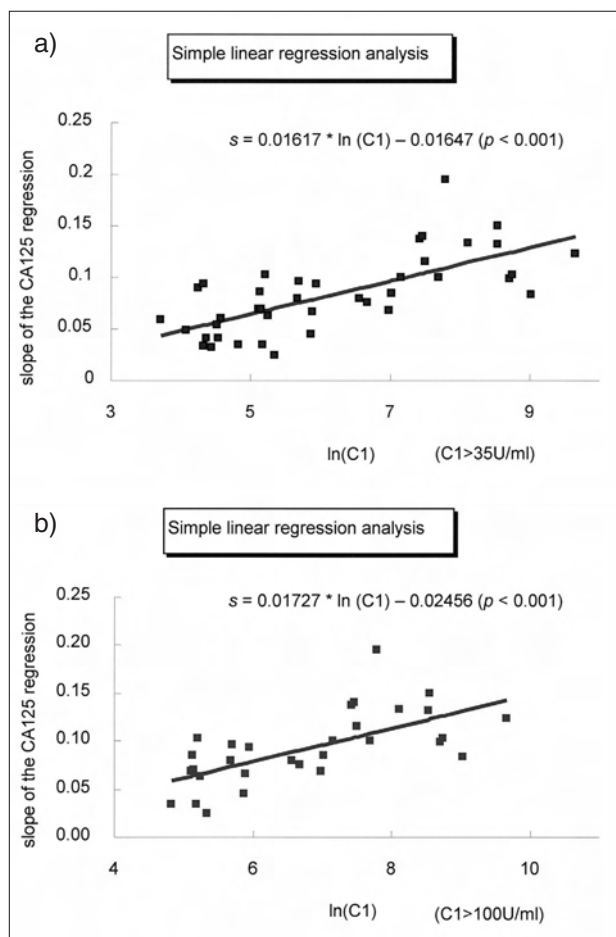 a)
Simple linear regression analysis
s = 0.01617 * ln (C1) – 0.01647 (p < 0.001)
slope of the CA125 regression
0.25
0.2
0.15
0.1
0.05
0
3 5 7 9
ln(C1) (C1>35U/ml)
b)
Simple linear regression analysis
s = 0.01727 * ln (C1) – 0.02456 (p < 0.001)
slope of the CA125 regression
0.25
0.20
0.15
0.10
0.05
0.00
4 6 8 10
ln(C1) (C1>100U/ml)